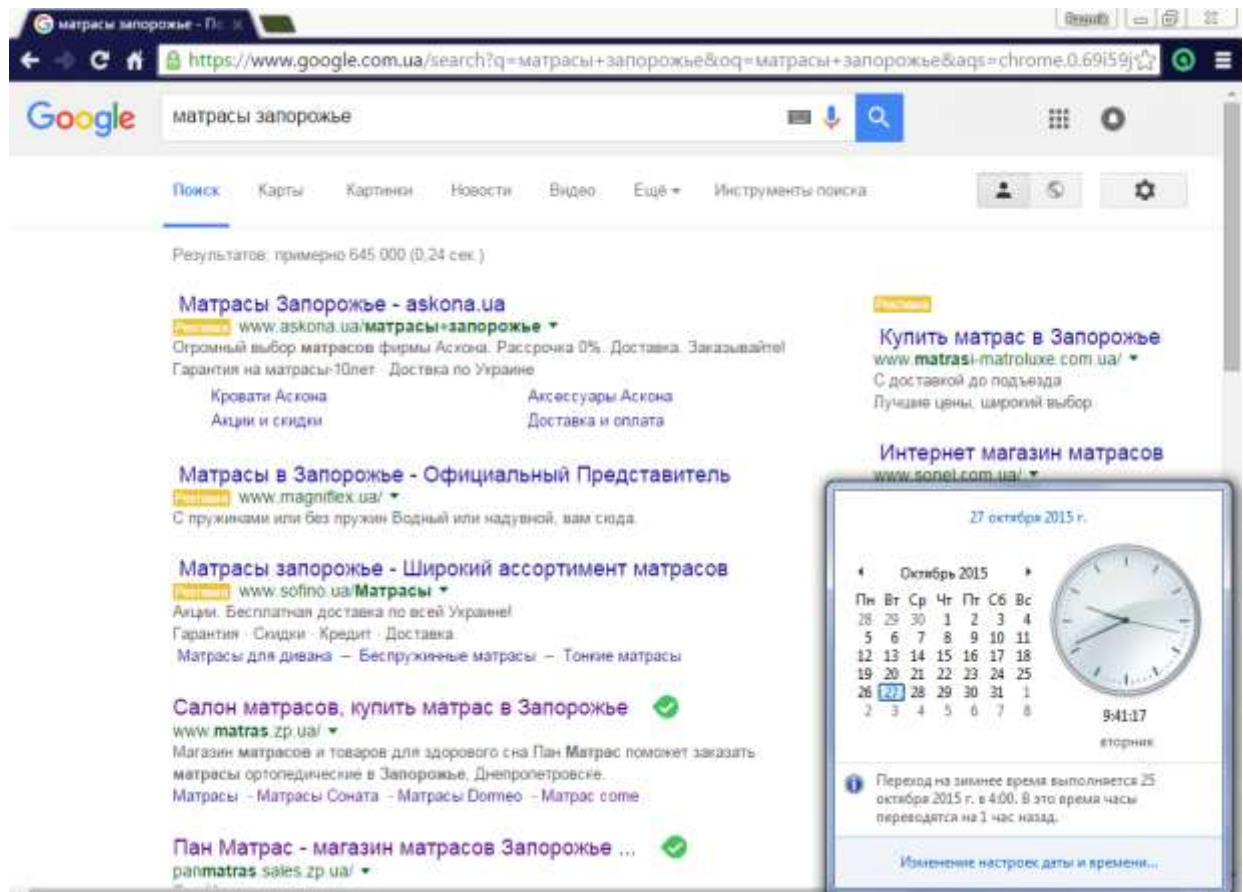 матрасы запорожье - По
https://www.google.com.ua/search?q=матрасы+запорожье&oq=матрасы+запорожье&aqs=chrome.0.69i59j
Google
матрасы запорожье
Поиск Карты Картинки Новости Видео Ещё Инструменты поиска
Результатов: примерно 645 000 (0,24 сек.)
Матрасы Запорожье - askona.ua
Реклама www.askona.ua/матрасы+запорожье
Огромный выбор матрасов фирмы Аскона. Рассрочка 0%. Доставка. Заказывайте!
Гарантия на матрасы-10лет · Доствка по Украине
Кровати Аскона Аксессуары Аскона
Акции и скидки Доставка и оплата
Матрасы в Запорожье - Официальный Представитель
Реклама www.magniflex.ua/
С пружинами или без пружин Водный или надувной, вам сюда.
Матрасы запорожье - Широкий ассортимент матрасов
Реклама www.sofino.ua/Матрасы
Акции. Бесплатная доставка по всей Украине!
Гарантия · Скидки · Кредит · Доставка
Матрасы для дивана – Беспружинные матрасы – Тонкие матрасы
Салон матрасов, купить матрас в Запорожье
www.matras.zp.ua/
Магазин матрасов и товаров для здорового сна Пан Матрас поможет заказать
матрасы ортопедические в Запорожье, Днепропетровске.
Матрасы - Матрасы Соната - Матрасы Dormeo - Матрас come
Пан Матрас - магазин матрасов Запорожье ...
panmatras.sales.zp.ua/
Реклама
Купить матрас в Запорожье
www.matrasi-matroluxe.com.ua/
С доставкой до подъезда
Лучшие цены, широкий выбор
Интернет магазин матрасов
www.sonel.com.ua/
27 октября 2015 г.
Октябрь 2015
Пн Вт Ср Чт Пт Сб Вс
28 29 30 1 2 3 4
5 6 7 8 9 10 11
12 13 14 15 16 17 18
19 20 21 22 23 24 25
26 27 28 29 30 31 1
2 3 4 5 6 7 8
9:41:17
вторник
Переход на зимнее время выполняется 25
октября 2015 г. в 4:00. В это время часы
переводятся на 1 час назад.
Изменение настроек даты и времени...